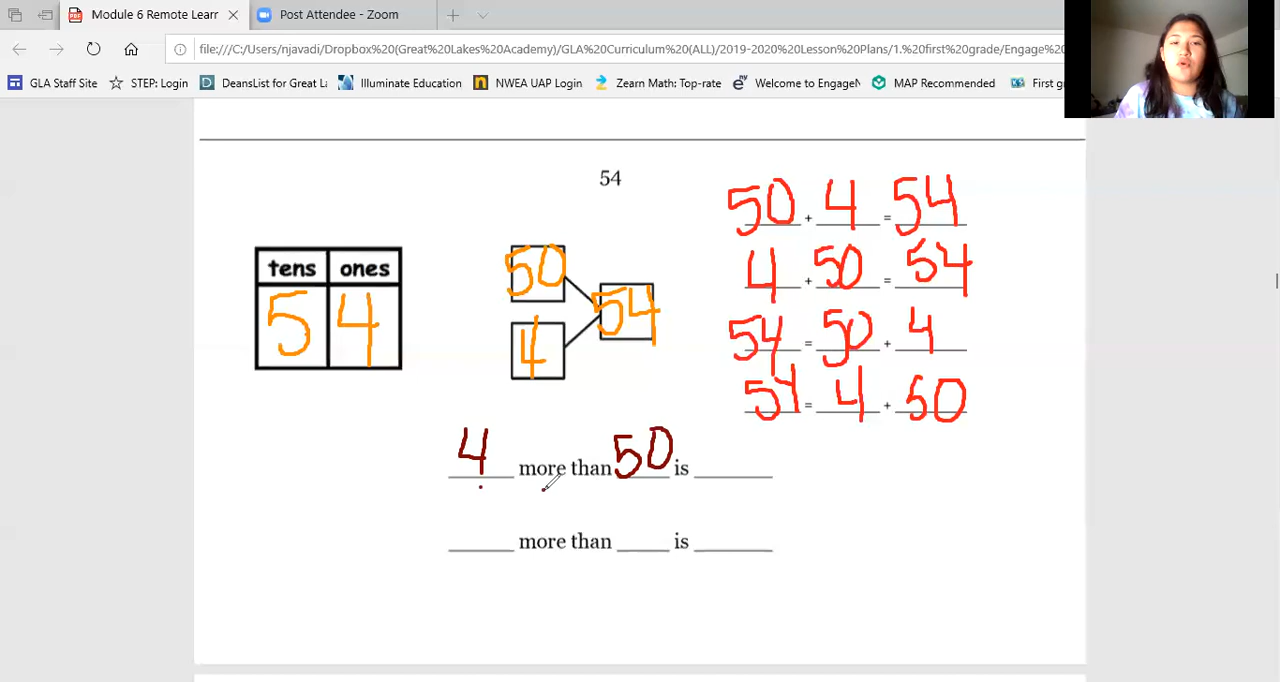 Module 6 Remote Learn
Post Attendee - Zoom
file:///C:/Users/njavadi/Dropbox%20(Great%20Lakes%20Academy)/GLA%20Curriculum%20(ALL)/2019-2020%20Lesson%20Plans/1.%20first%20grade/Engage%20
GLA Staff Site STEP: Login DeansList for Great L Illuminate Education NWEA UAP Login Zearn Math: Top-rate Welcome to EngageN MAP Recommended First g
54
tens ones
5 4
50
4
54
50 + 4 = 54
4 + 50 = 54
54 = 50 + 4
54 = 4 + 50
4 more than 50 is ____
____ more than ____ is ____